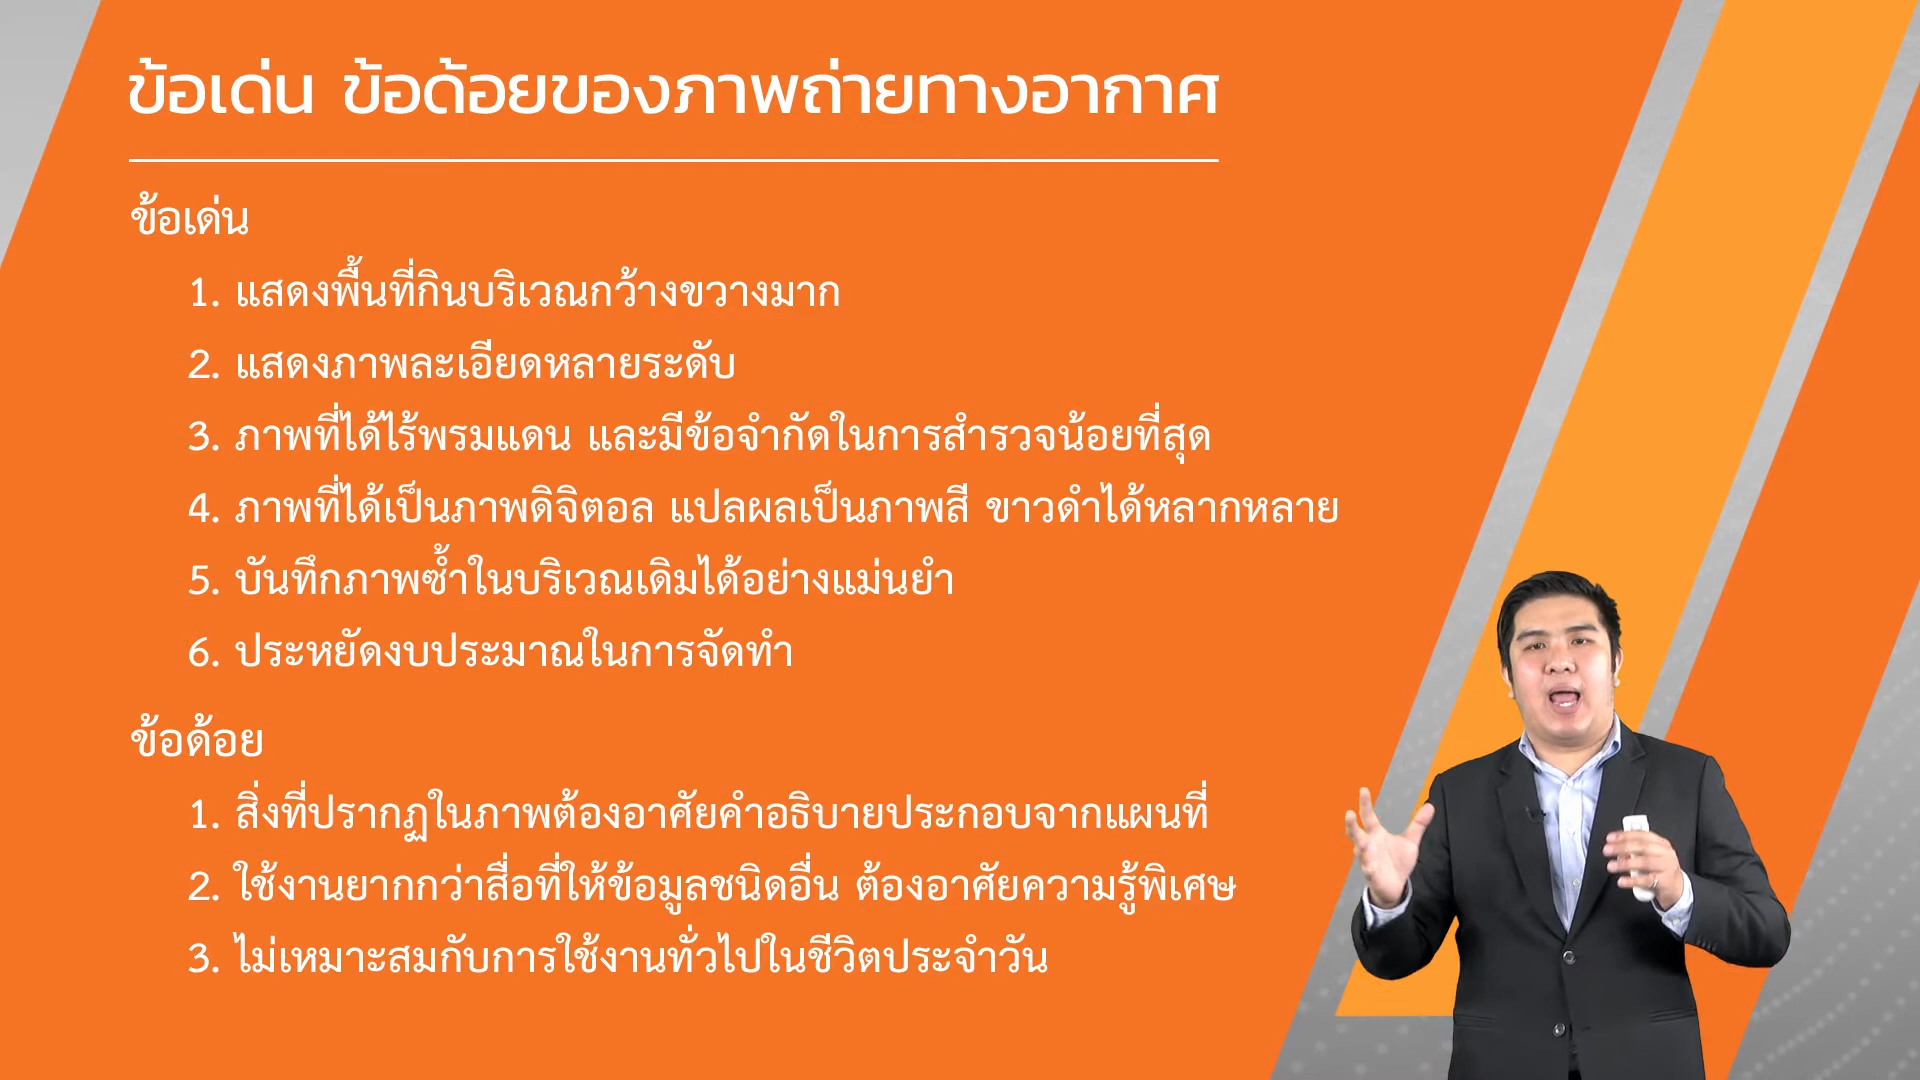 ข้อเด่น ข้อด้อยของภาพถ่ายทางอากาศ
ข้อเด่น
1. แสดงพื้นที่กินบริเวณกว้างขวางมาก
2. แสดงภาพละเอียดหลายระดับ
3. ภาพที่ได้ไร้พรมแดน และมีข้อจำกัดในการสำรวจน้อยที่สุด
4. ภาพที่ได้เป็นภาพดิจิตอล แปลผลเป็นภาพสี ขาวดำได้หลากหลาย
5. บันทึกภาพซ้ำในบริเวณเดิมได้อย่างแม่นยำ
6. ประหยัดงบประมาณในการจัดทำ
ข้อด้อย
1. สิ่งที่ปรากฏในภาพต้องอาศัยคำอธิบายประกอบจากแผนที่
2. ใช้งานยากกว่าสื่อที่ให้ข้อมูลชนิดอื่น ต้องอาศัยความรู้พิเศษ
3. ไม่เหมาะสมกับการใช้งานทั่วไปในชีวิตประจำวัน